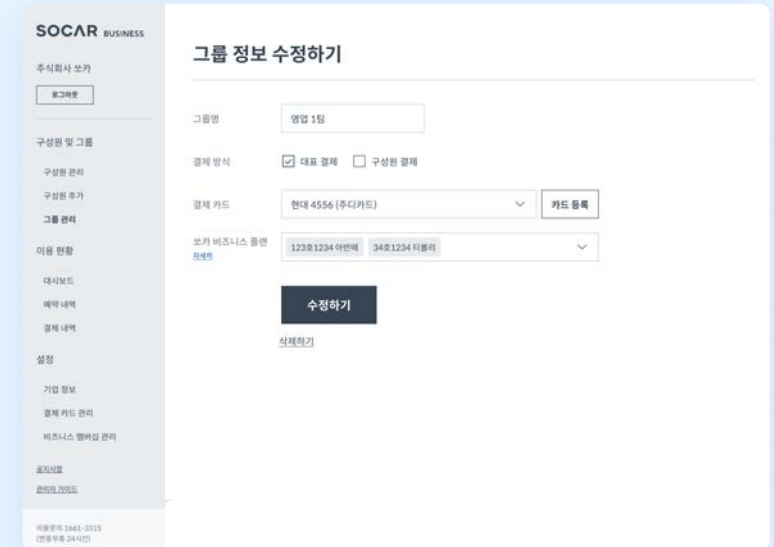 SOCAR BUSINESS
주식회사 쏘카
로그아웃
구성원 및 그룹
구성원 관리
구성원 추가
그룹 관리
이용 현황
대시보드
예약 내역
결제 내역
설정
기업 정보
결제 카드 관리
비즈니스 멤버십 관리
공지사항
관리자 가이드
이용문의 1661-3315
(연중무휴 24시간)
그룹 정보 수정하기
그룹명
영업 1팀
결제 방식
대표 결제
구성원 결제
결제 카드
현대 4556 (주디카드)
카드 등록
쏘카 비즈니스 플랜
자세히
123호1234 아반떼
34호1234 티볼리
수정하기
삭제하기